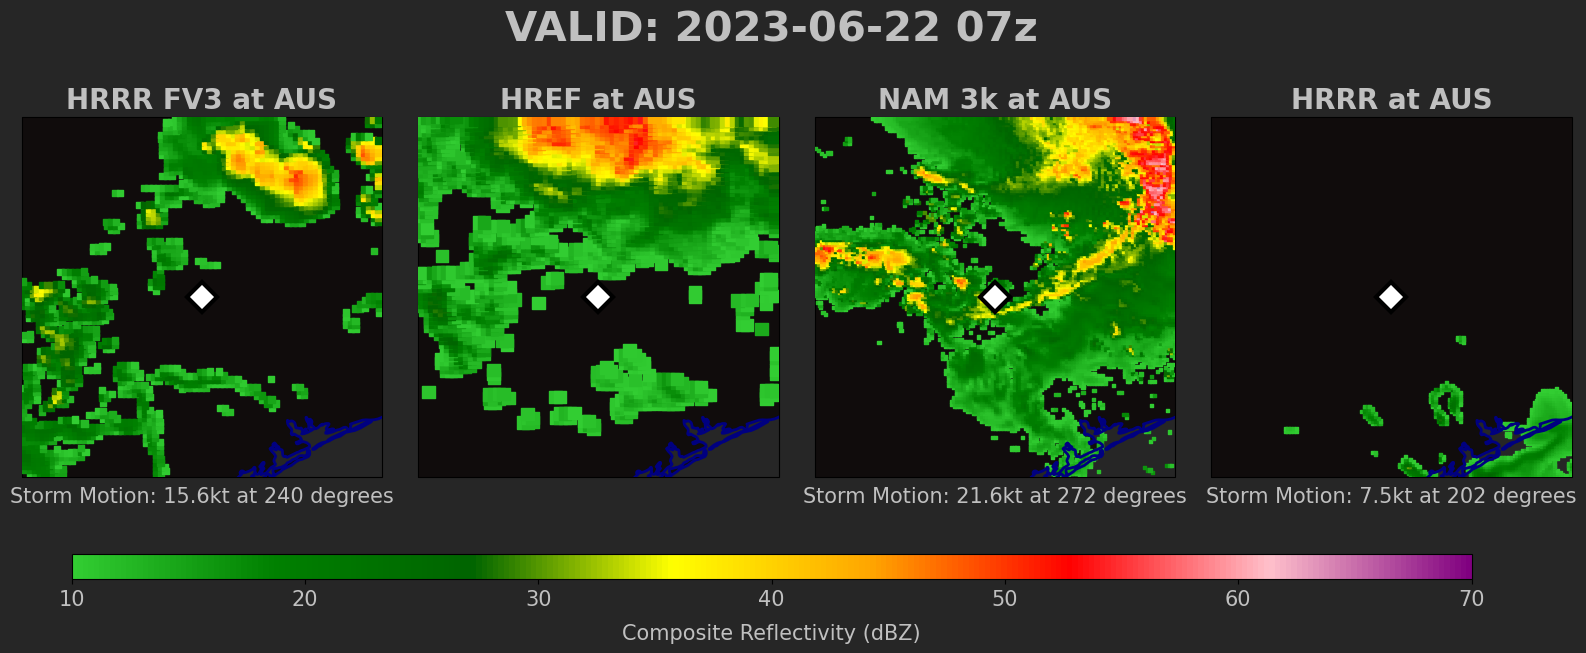 VALID: 2023-06-22 07z
HRRR FV3 at AUS
HREF at AUS
NAM 3k at AUS
HRRR at AUS
Storm Motion: 15.6kt at 240 degrees
Storm Motion: 21.6kt at 272 degrees
Storm Motion: 7.5kt at 202 degrees
10 20 30 40 50 60 70
Composite Reflectivity (dBZ)